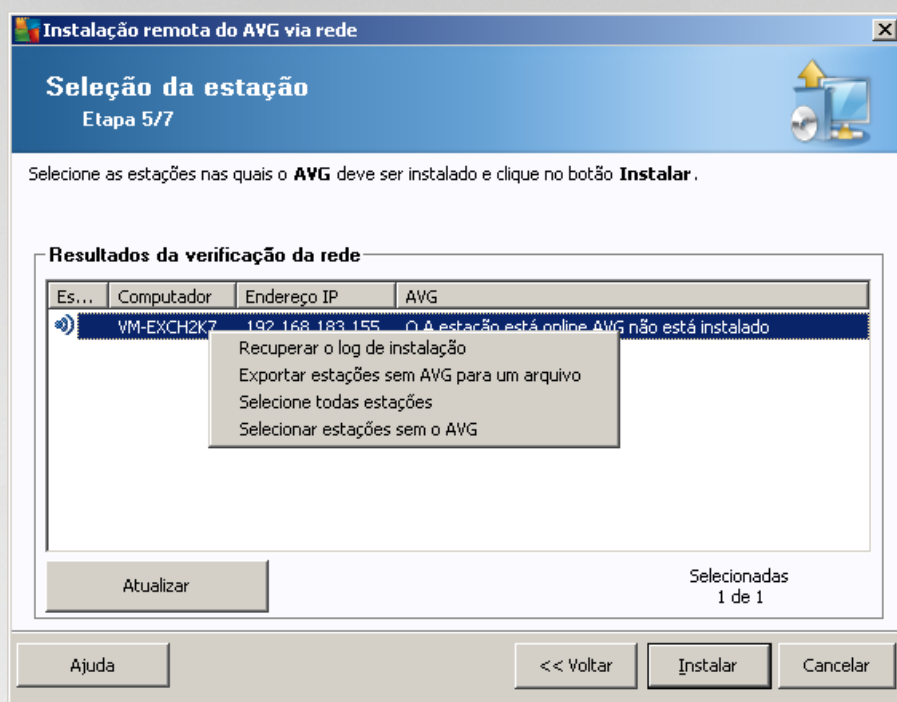 Instalação remota do AVG via rede
Seleção da estação
Etapa 5/7
Selecione as estações nas quais o AVG deve ser instalado e clique no botão Instalar.
Resultados da verificação da rede
Es... Computador Endereço IP AVG
VM-EXCH2K7 192.168.183.155 O A estação está online AVG não está instalado
Recuperar o log de instalação
Exportar estações sem AVG para um arquivo
Selecione todas estações
Selecionar estações sem o AVG
Atualizar
Selecionadas
1 de 1
Ajuda << Voltar Instalar Cancelar